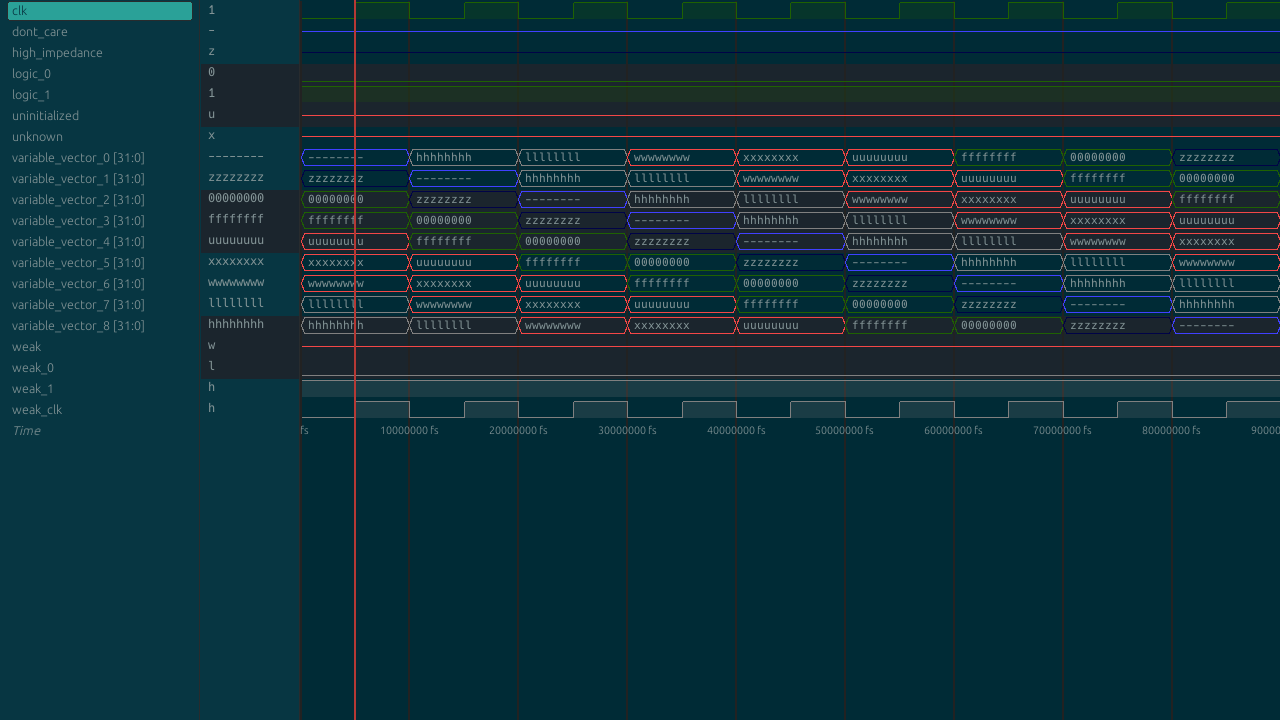 clk 1
dont_care –
high_impedance z
logic_0 0
logic_1 1
uninitialized u
unknown x
variable_vector_0 [31:0] -------- -------- hhhhhhhh llllllll wwwwwwww xxxxxxxx uuuuuuuu ffffffff 00000000 zzzzzzzz
variable_vector_1 [31:0] zzzzzzzz zzzzzzzz -------- hhhhhhhh llllllll wwwwwwww xxxxxxxx uuuuuuuu ffffffff 00000000
variable_vector_2 [31:0] 00000000 00000000 zzzzzzzz -------- hhhhhhhh llllllll wwwwwwww xxxxxxxx uuuuuuuu ffffffff
variable_vector_3 [31:0] ffffffff ffffffff 00000000 zzzzzzzz -------- hhhhhhhh llllllll wwwwwwww xxxxxxxx uuuuuuuu
variable_vector_4 [31:0] uuuuuuuu uuuuuuuu ffffffff 00000000 zzzzzzzz -------- hhhhhhhh llllllll wwwwwwww xxxxxxxx
variable_vector_5 [31:0] xxxxxxxx xxxxxxxx uuuuuuuu ffffffff 00000000 zzzzzzzz -------- hhhhhhhh llllllll wwwwwwww
variable_vector_6 [31:0] wwwwwwww wwwwwwww xxxxxxxx uuuuuuuu ffffffff 00000000 zzzzzzzz -------- hhhhhhhh llllllll
variable_vector_7 [31:0] llllllll llllllll wwwwwwww xxxxxxxx uuuuuuuu ffffffff 00000000 zzzzzzzz -------- hhhhhhhh
variable_vector_8 [31:0] hhhhhhhh hhhhhhhh llllllll wwwwwwww xxxxxxxx uuuuuuuu ffffffff 00000000 zzzzzzzz --------
weak w
weak_0 l
weak_1 h
weak_clk h
Time fs 10000000 fs 20000000 fs 30000000 fs 40000000 fs 50000000 fs 60000000 fs 70000000 fs 80000000 fs 90000